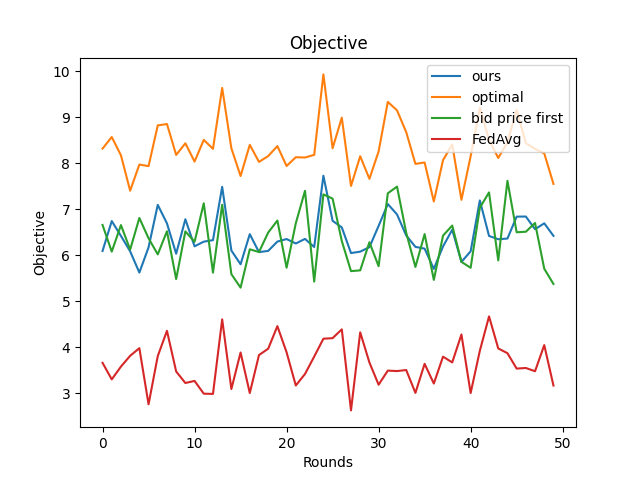 Objective
ours
optimal
bid price first
FedAvg
Objective
10
9
8
7
6
5
4
3
0 10 20 30 40 50
Rounds